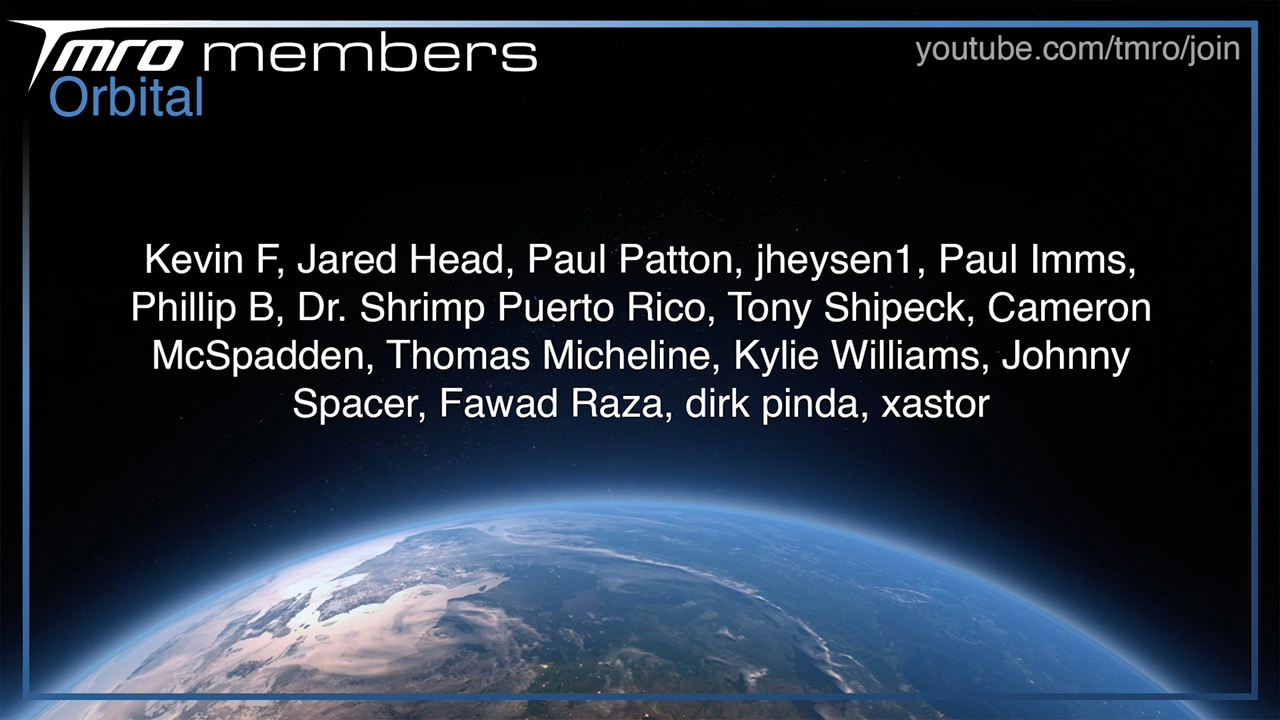 Tmro members
youtube.com/tmro/join
Orbital
Kevin F, Jared Head, Paul Patton, jheysen1, Paul Imms,
Phillip B, Dr. Shrimp Puerto Rico, Tony Shipeck, Cameron
McSpadden, Thomas Micheline, Kylie Williams, Johnny
Spacer, Fawad Raza, dirk pinda, xastor